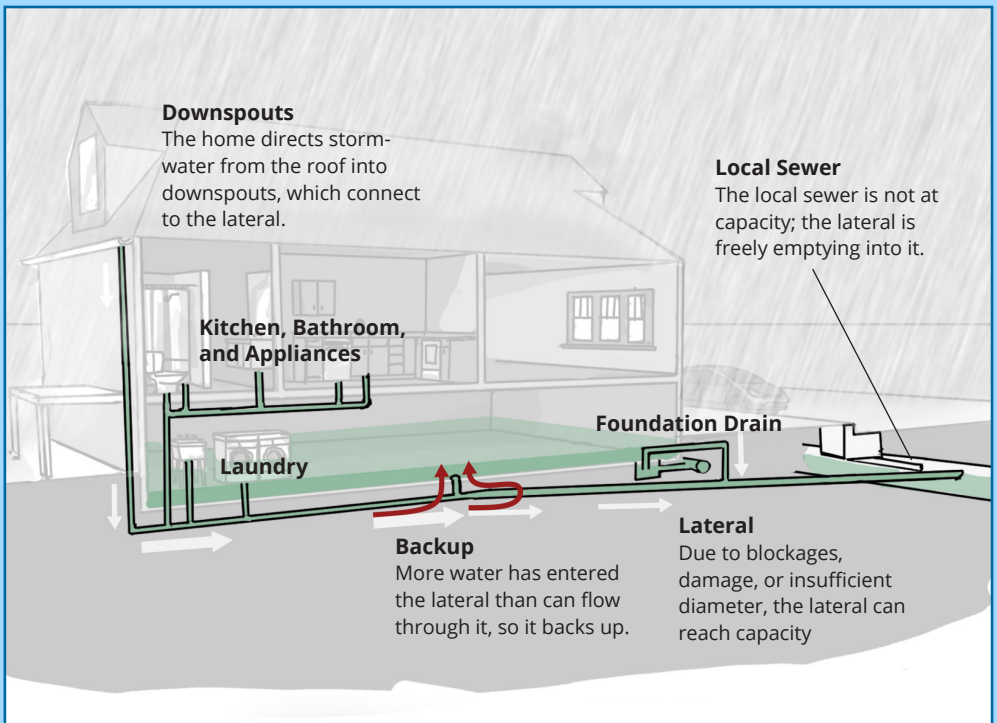 Downspouts
The home directs storm-
water from the roof into
downspouts, which connect
to the lateral.
Local Sewer
The local sewer is not at
capacity; the lateral is
freely emptying into it.
Kitchen, Bathroom,
and Appliances
Foundation Drain
Laundry
Backup
More water has entered
the lateral than can flow
through it, so it backs up.
Lateral
Due to blockages,
damage, or insufficient
diameter, the lateral can
reach capacity